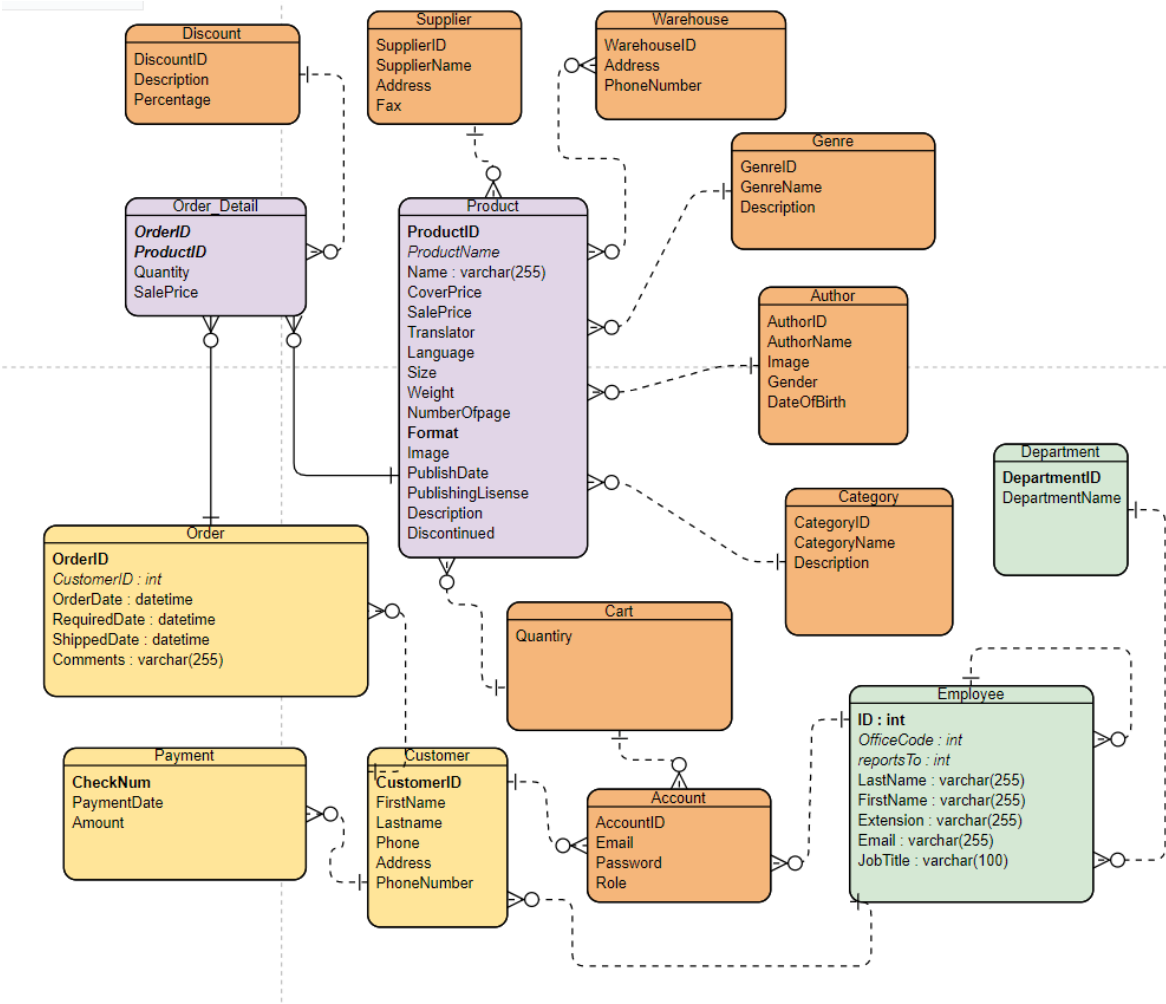 Discount
DiscountID
Description
Percentage
Supplier
SupplierID
SupplierName
Address
Fax
Warehouse
WarehouseID
Address
PhoneNumber
Genre
GenreID
GenreName
Description
Order_Detail
OrderID
ProductID
Quantity
SalePrice
Product
ProductID
ProductName
Name : varchar(255)
CoverPrice
SalePrice
Translator
Language
Size
Weight
NumberOfpage
Format
Image
PublishDate
PublishingLisense
Description
Discontinued
Author
AuthorID
AuthorName
Image
Gender
DateOfBirth
Department
DepartmentID
DepartmentName
Category
CategoryID
CategoryName
Description
Order
OrderID
CustomerID : int
OrderDate : datetime
RequiredDate : datetime
ShippedDate : datetime
Comments : varchar(255)
Cart
Quantiry
Employee
ID : int
OfficeCode : int
reportsTo : int
LastName : varchar(255)
FirstName : varchar(255)
Extension : varchar(255)
Email : varchar(255)
JobTitle : varchar(100)
Payment
CheckNum
PaymentDate
Amount
Customer
CustomerID
FirstName
Lastname
Phone
Address
PhoneNumber
Account
AccountID
Email
Password
Role